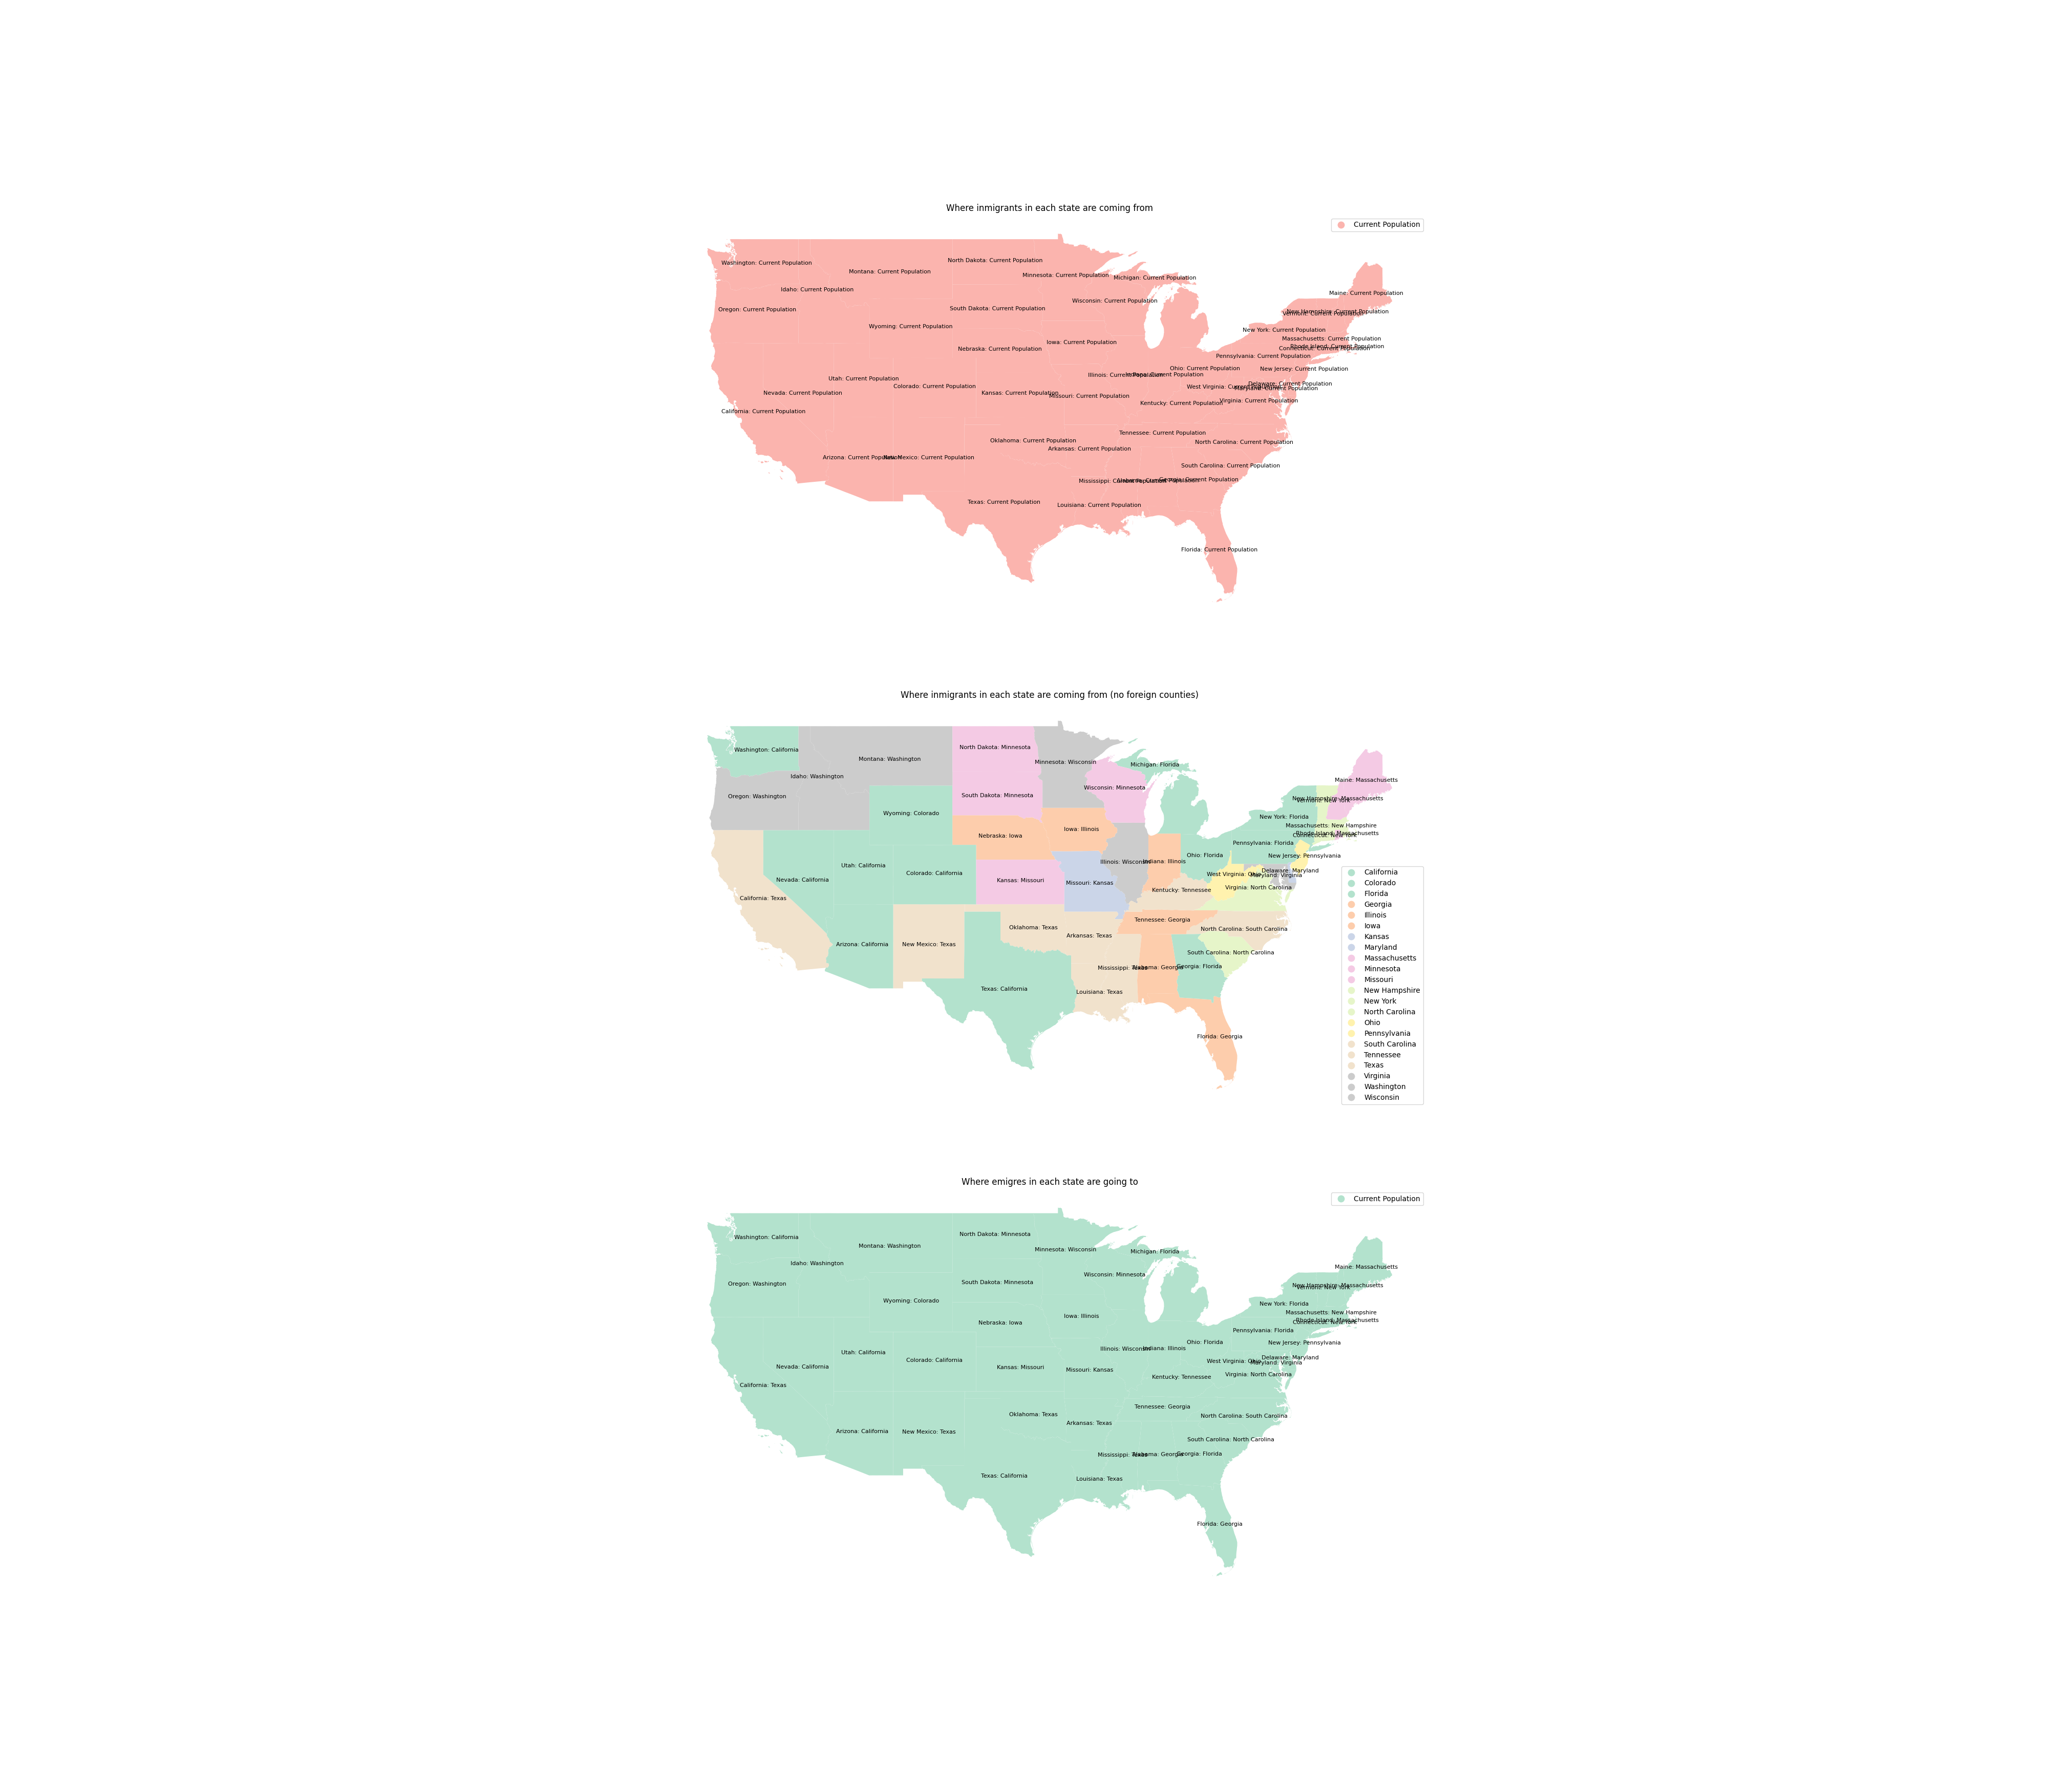 Where inmigrants in each state are coming from
Current Population
Washington: Current Population
North Dakota: Current Population
Montana: Current Population
Minnesota: Current Population
Michigan: Current Population
Idaho: Current Population
Maine: Current Population
Wisconsin: Current Population
South Dakota: Current Population
Oregon: Current Population
New Hampshire: Current Population
Vermont: Current Population
Wyoming: Current Population
New York: Current Population
Massachusetts: Current Population
Iowa: Current Population
Rhode Island: Current Population
Connecticut: Current Population
Nebraska: Current Population
Pennsylvania: Current Population
Ohio: Current Population
New Jersey: Current Population
Illinois: Current Population
Indiana: Current Population
Utah: Current Population
Delaware: Current Population
Colorado: Current Population
West Virginia: Current Population
Maryland: Current Population
Nevada: Current Population
Kansas: Current Population
Missouri: Current Population
Virginia: Current Population
Kentucky: Current Population
California: Current Population
Tennessee: Current Population
Oklahoma: Current Population
North Carolina: Current Population
Arkansas: Current Population
Arizona: Current Population
New Mexico: Current Population
South Carolina: Current Population
Mississippi: Current Population
Alabama: Current Population
Georgia: Current Population
Texas: Current Population
Louisiana: Current Population
Florida: Current Population
Where inmigrants in each state are coming from (no foreign counties)
Washington: California
North Dakota: Minnesota
Montana: Washington
Minnesota: Wisconsin
Michigan: Florida
Idaho: Washington
Maine: Massachusetts
Wisconsin: Minnesota
South Dakota: Minnesota
Oregon: Washington
New Hampshire: Massachusetts
Vermont: New York
Wyoming: Colorado
New York: Florida
Massachusetts: New Hampshire
Iowa: Illinois
Rhode Island: Massachusetts
Connecticut: New York
Nebraska: Iowa
Pennsylvania: Florida
Ohio: Florida
New Jersey: Pennsylvania
Illinois: Wisconsin
Indiana: Illinois
Utah: California
Delaware: Maryland
Colorado: California
West Virginia: Ohio
Maryland: Virginia
Nevada: California
Kansas: Missouri
Missouri: Kansas
Virginia: North Carolina
Kentucky: Tennessee
California: Texas
Tennessee: Georgia
Oklahoma: Texas
North Carolina: South Carolina
Arkansas: Texas
Arizona: California
New Mexico: Texas
South Carolina: North Carolina
Mississippi: Texas
Alabama: Georgia
Georgia: Florida
Texas: California
Louisiana: Texas
Florida: Georgia
California
Colorado
Florida
Georgia
Illinois
Iowa
Kansas
Maryland
Massachusetts
Minnesota
Missouri
New Hampshire
New York
North Carolina
Ohio
Pennsylvania
South Carolina
Tennessee
Texas
Virginia
Washington
Wisconsin
Where emigres in each state are going to
Current Population
Washington: California
North Dakota: Minnesota
Montana: Washington
Minnesota: Wisconsin
Michigan: Florida
Idaho: Washington
Maine: Massachusetts
Wisconsin: Minnesota
South Dakota: Minnesota
Oregon: Washington
New Hampshire: Massachusetts
Vermont: New York
Wyoming: Colorado
New York: Florida
Massachusetts: New Hampshire
Iowa: Illinois
Rhode Island: Massachusetts
Connecticut: New York
Nebraska: Iowa
Pennsylvania: Florida
Ohio: Florida
New Jersey: Pennsylvania
Illinois: Wisconsin
Indiana: Illinois
Utah: California
Delaware: Maryland
Colorado: California
West Virginia: Ohio
Maryland: Virginia
Nevada: California
Kansas: Missouri
Missouri: Kansas
Virginia: North Carolina
Kentucky: Tennessee
California: Texas
Tennessee: Georgia
Oklahoma: Texas
North Carolina: South Carolina
Arkansas: Texas
Arizona: California
New Mexico: Texas
South Carolina: North Carolina
Mississippi: Texas
Alabama: Georgia
Georgia: Florida
Texas: California
Louisiana: Texas
Florida: Georgia